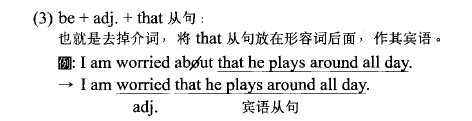 (3) be + adj. + that 从句:
也就是去掉介词，将 that 从句放在形容词后面，作其宾语。
例: I am worried about that he plays around all day.
→ I am worried that he plays around all day.
adj. 宾语从句